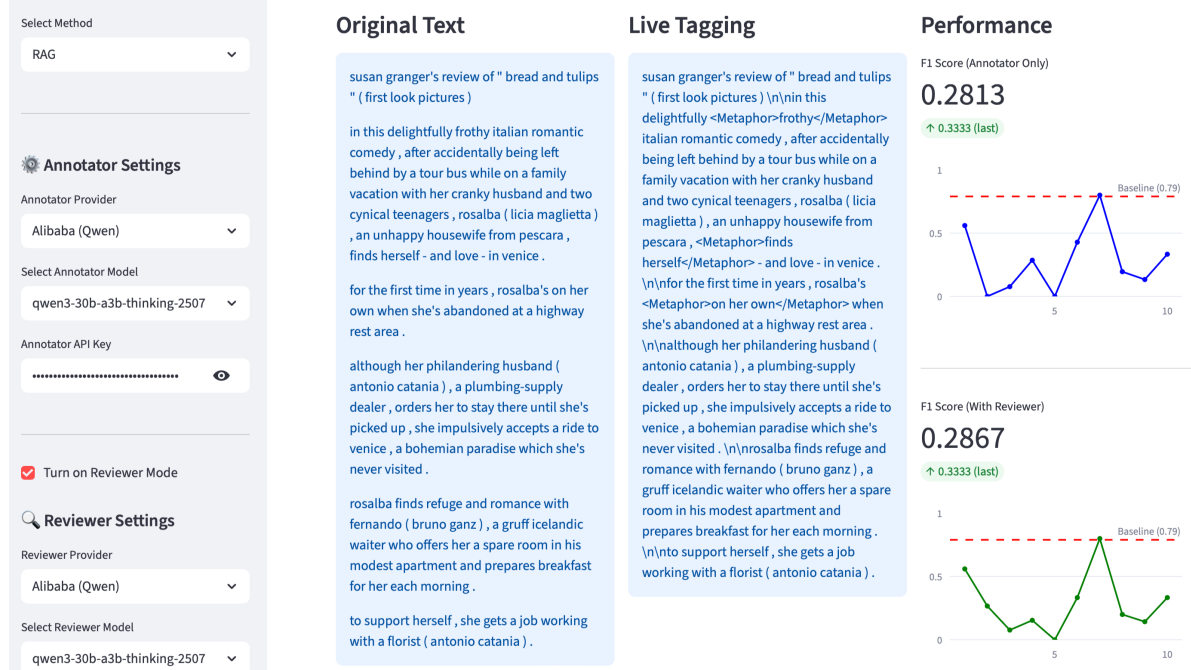 Select Method
RAG
Annotator Settings
Annotator Provider
Alibaba (Qwen)
Select Annotator Model
qwen3-30b-a3b-thinking-2507
Annotator API Key
••••••••••••••••••••••••••••••••••••
Turn on Reviewer Mode
Reviewer Settings
Reviewer Provider
Alibaba (Qwen)
Select Reviewer Model
qwen3-30b-a3b-thinking-2507
Original Text
susan granger's review of " bread and tulips
" ( first look pictures )
in this delightfully frothy italian romantic
comedy , after accidentally being left
behind by a tour bus while on a family
vacation with her cranky husband and two
cynical teenagers , rosalba ( licia maglietta )
, an unhappy housewife from pescara ,
finds herself - and love - in venice .
for the first time in years , rosalba's on her
own when she's abandoned at a highway
rest area .
although her philandering husband (
antonio catania ) , a plumbing-supply
dealer , orders her to stay there until she's
picked up , she impulsively accepts a ride to
venice , a bohemian paradise which she's
never visited .
rosalba finds refuge and romance with
fernando ( bruno ganz ) , a gruff icelandic
waiter who offers her a spare room in his
modest apartment and prepares breakfast
for her each morning .
to support herself , she gets a job working
with a florist ( antonio catania ) .
Live Tagging
susan granger's review of " bread and tulips
" ( first look pictures ) \n\nin this
delightfully <Metaphor>frothy</Metaphor>
italian romantic comedy , after accidentally
being left behind by a tour bus while on a
family vacation with her cranky husband
and two cynical teenagers , rosalba ( licia
maglietta ) , an unhappy housewife from
pescara , <Metaphor>finds
herself</Metaphor> - and love - in venice .
\n\nfor the first time in years , rosalba's
<Metaphor>on her own</Metaphor> when
she's abandoned at a highway rest area .
\n\nalthough her philandering husband (
antonio catania ) , a plumbing-supply
dealer , orders her to stay there until she's
picked up , she impulsively accepts a ride to
venice , a bohemian paradise which she's
never visited . \n\nrosalba finds refuge and
romance with fernando ( bruno ganz ) , a
gruff icelandic waiter who offers her a spare
room in his modest apartment and
prepares breakfast for her each morning .
\n\nto support herself , she gets a job
working with a florist ( antonio catania ) .
Performance
F1 Score (Annotator Only)
0.2813
↑ 0.3333 (last)
1
Baseline (0.79)
0.5
0
5
10
F1 Score (With Reviewer)
0.2867
↑ 0.3333 (last)
1
Baseline (0.79)
0.5
0
5
10